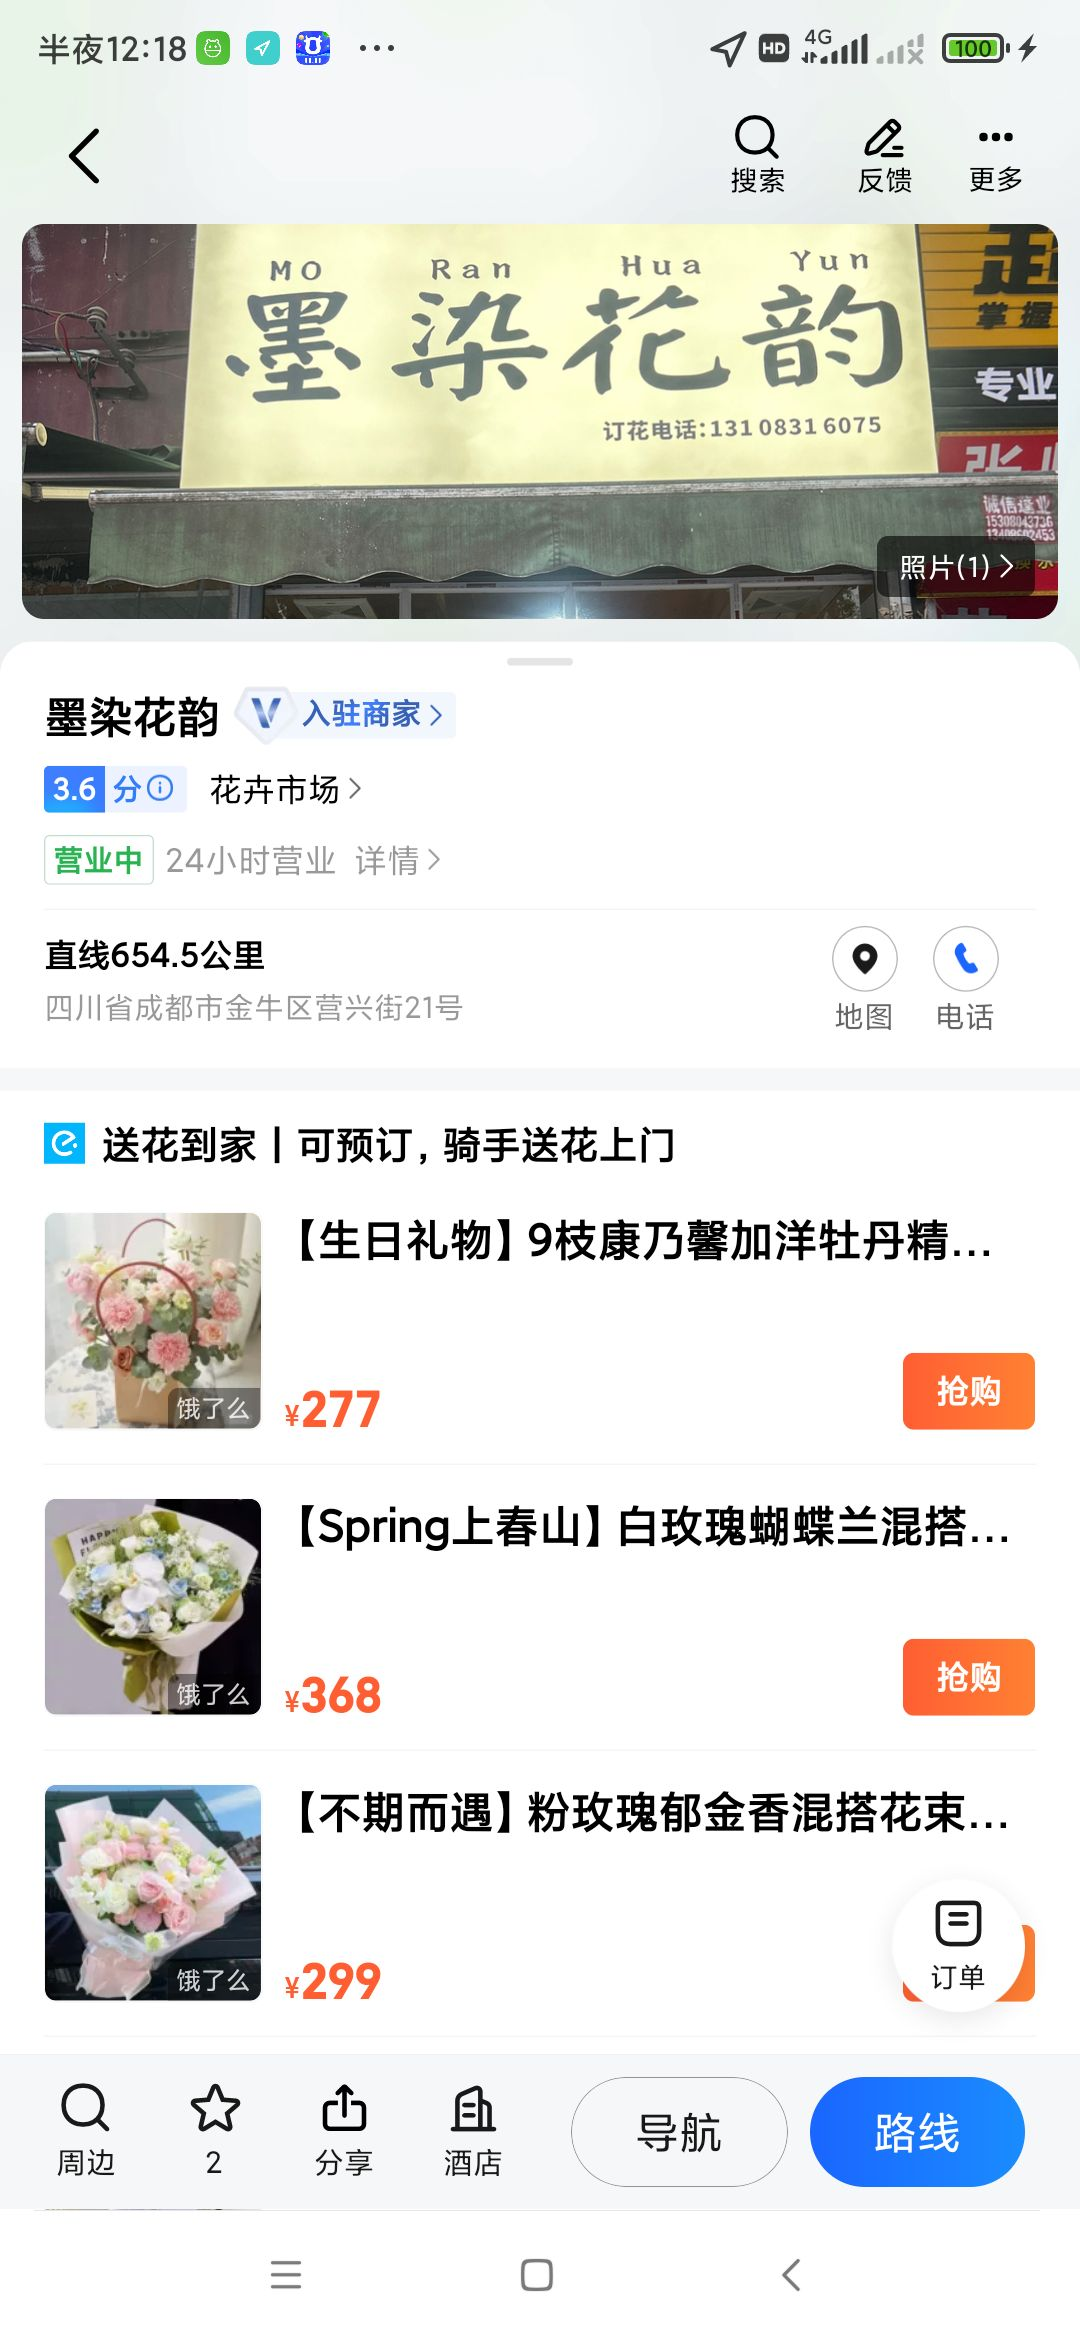 半夜12:18
HD 4G 100
搜索 反馈 更多
MO Ran Hua Yun
墨染花韵
订花电话:131 0831 6075
掌握
专业
诚信建业
15308043736
13408602453
照片(1)
墨染花韵 入驻商家
3.6分 花卉市场
营业中 24小时营业 详情
直线654.5公里
四川省成都市金牛区营兴街21号
地图 电话
送花到家 | 可预订, 骑手送花上门
【生日礼物】9枝康乃馨加洋牡丹精...
饿了么
¥277
抢购
【Spring上春山】白玫瑰蝴蝶兰混搭...
饿了么
¥368
抢购
【不期而遇】粉玫瑰郁金香混搭花束...
饿了么
¥299
订单
周边 2 分享 酒店 导航 路线